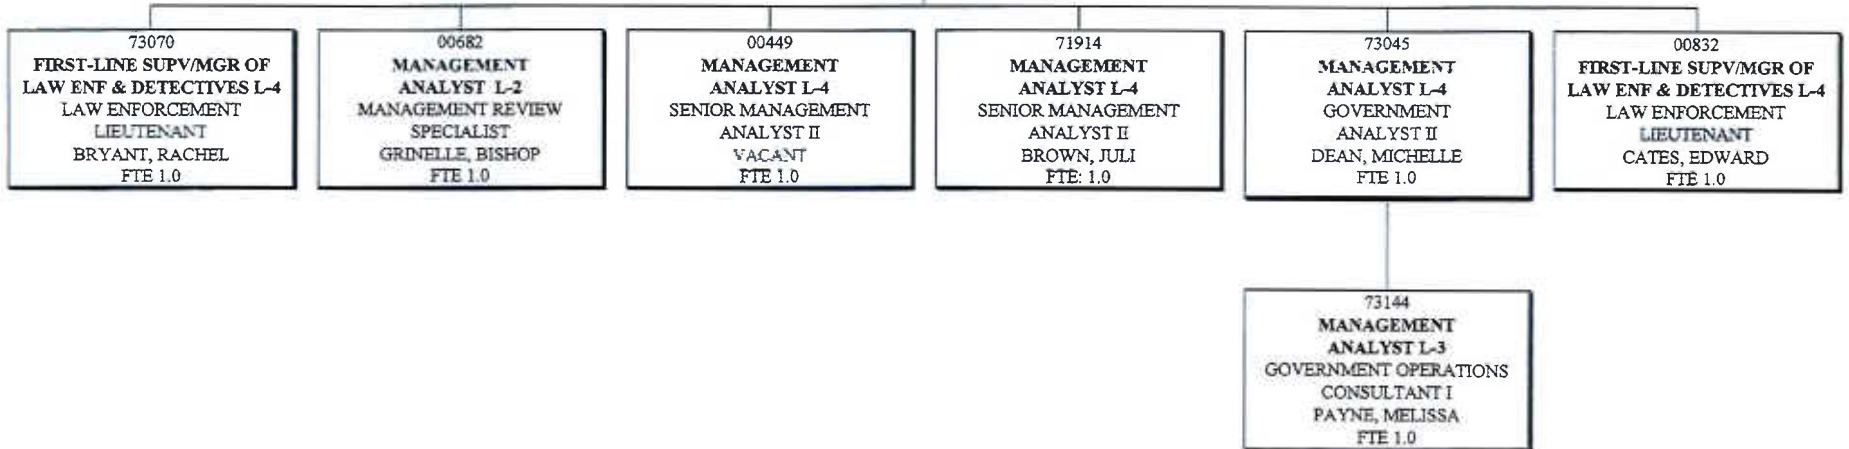 73070
FIRST-LINE SUPV/MGR OF
LAW ENF & DETECTIVES L-4
LAW ENFORCEMENT
LIEUTENANT
BRYANT, RACHEL
FTE 1.0
00682
MANAGEMENT
ANALYST L-2
MANAGEMENT REVIEW
SPECIALIST
GRINELLE, BISHOP
FTE 1.0
00449
MANAGEMENT
ANALYST L-4
SENIOR MANAGEMENT
ANALYST II
VACANT
FTE 1.0
71914
MANAGEMENT
ANALYST L-4
SENIOR MANAGEMENT
ANALYST II
BROWN, JULI
FTE: 1.0
73045
MANAGEMENT
ANALYST L-4
GOVERNMENT
ANALYST II
DEAN, MICHELLE
FTE 1.0
00832
FIRST-LINE SUPV/MGR OF
LAW ENF & DETECTIVES L-4
LAW ENFORCEMENT
LIEUTENANT
CATES, EDWARD
FTE 1.0
73144
MANAGEMENT
ANALYST L-3
GOVERNMENT OPERATIONS
CONSULTANT I
PAYNE, MELISSA
FTE 1.0